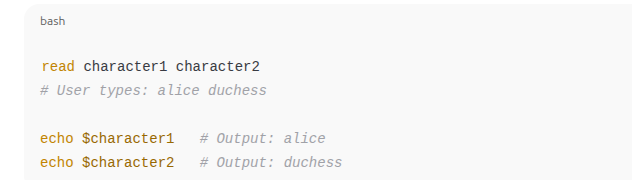 bash
read character1 character2
# User types: alice duchess
echo $character1   # Output: alice
echo $character2   # Output: duchess